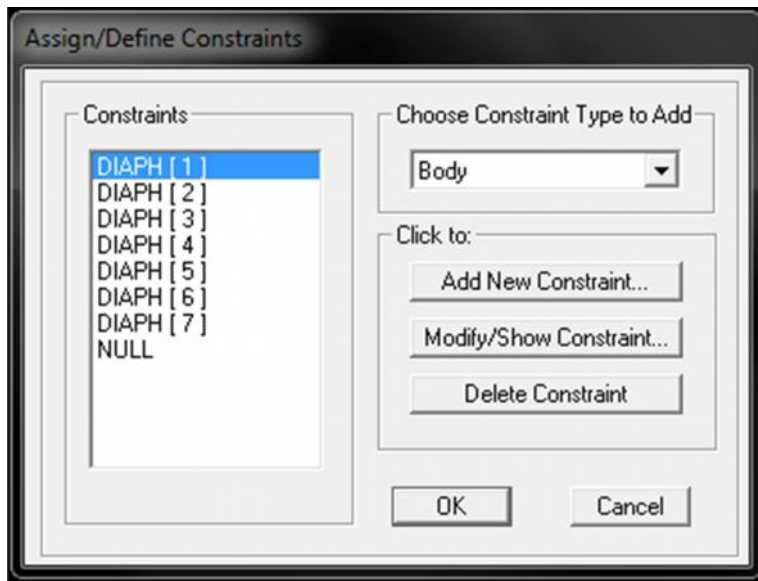 Assign/Define Constraints
Constraints
DIAPH [ 1 ]
DIAPH [ 2 ]
DIAPH [ 3 ]
DIAPH [ 4 ]
DIAPH [ 5 ]
DIAPH [ 6 ]
DIAPH [ 7 ]
NULL
Choose Constraint Type to Add
Body
Click to:
Add New Constraint...
Modify/Show Constraint...
Delete Constraint
OK
Cancel